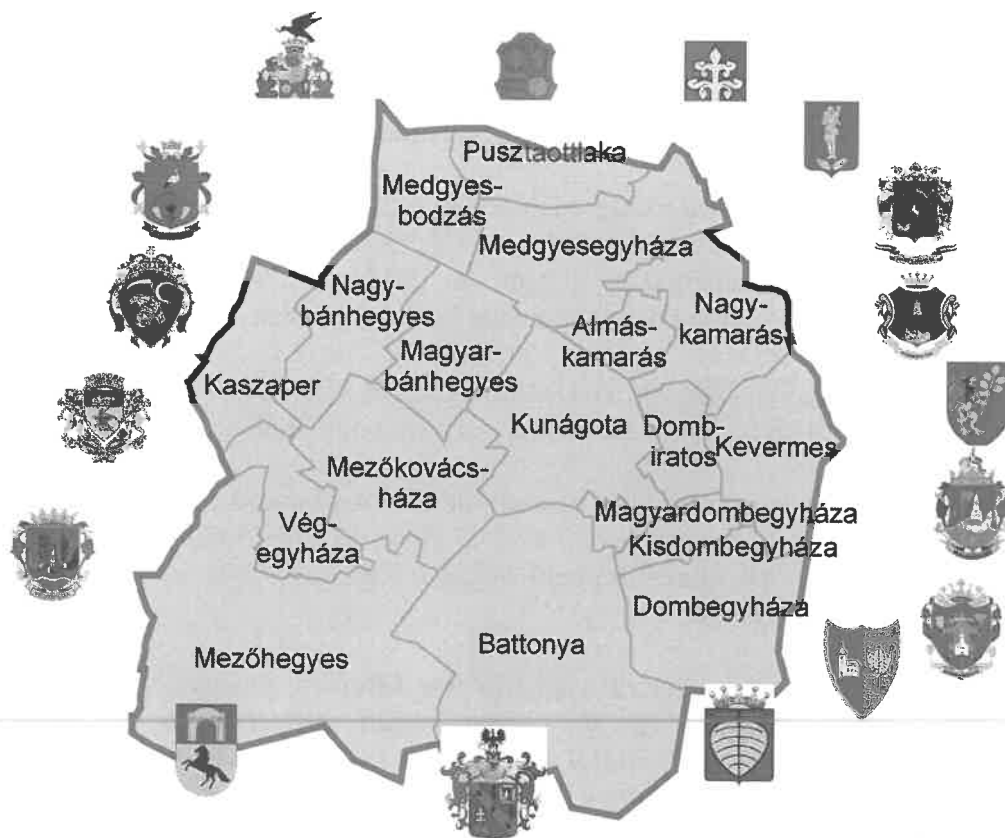 Pusztaottlaka
Medgyes-
bodzás
Medgyesegyháza
Nagy-
bánhegyes
Nagy-
kamarás
Almás-
kamarás
Magyar-
bánhegyes
Kaszaper
Kunágota
Domb-
iratos
Kevermes
Mezőkovács-
háza
Magyardombegyháza
Vég-
egyháza
Kisdombegyháza
Dombegyháza
Battonya
Mezőhegyes